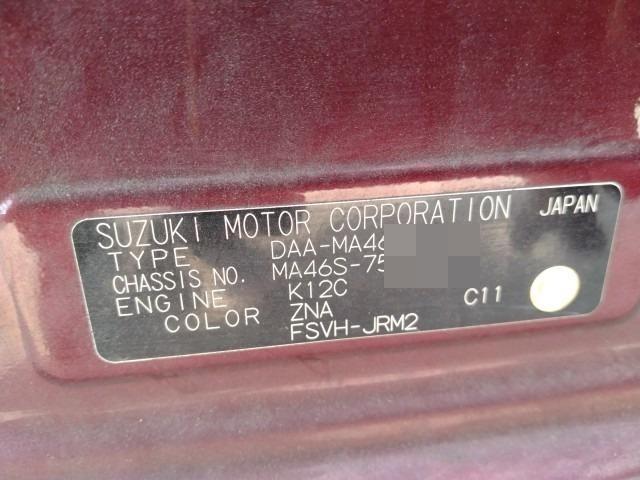 SUZUKI MOTOR CORPORATION JAPAN
TYPE DAA-MA46
CHASSIS NO. MA46S-75
ENGINE K12C C11
COLOR ZNA
FSVH-JRM2